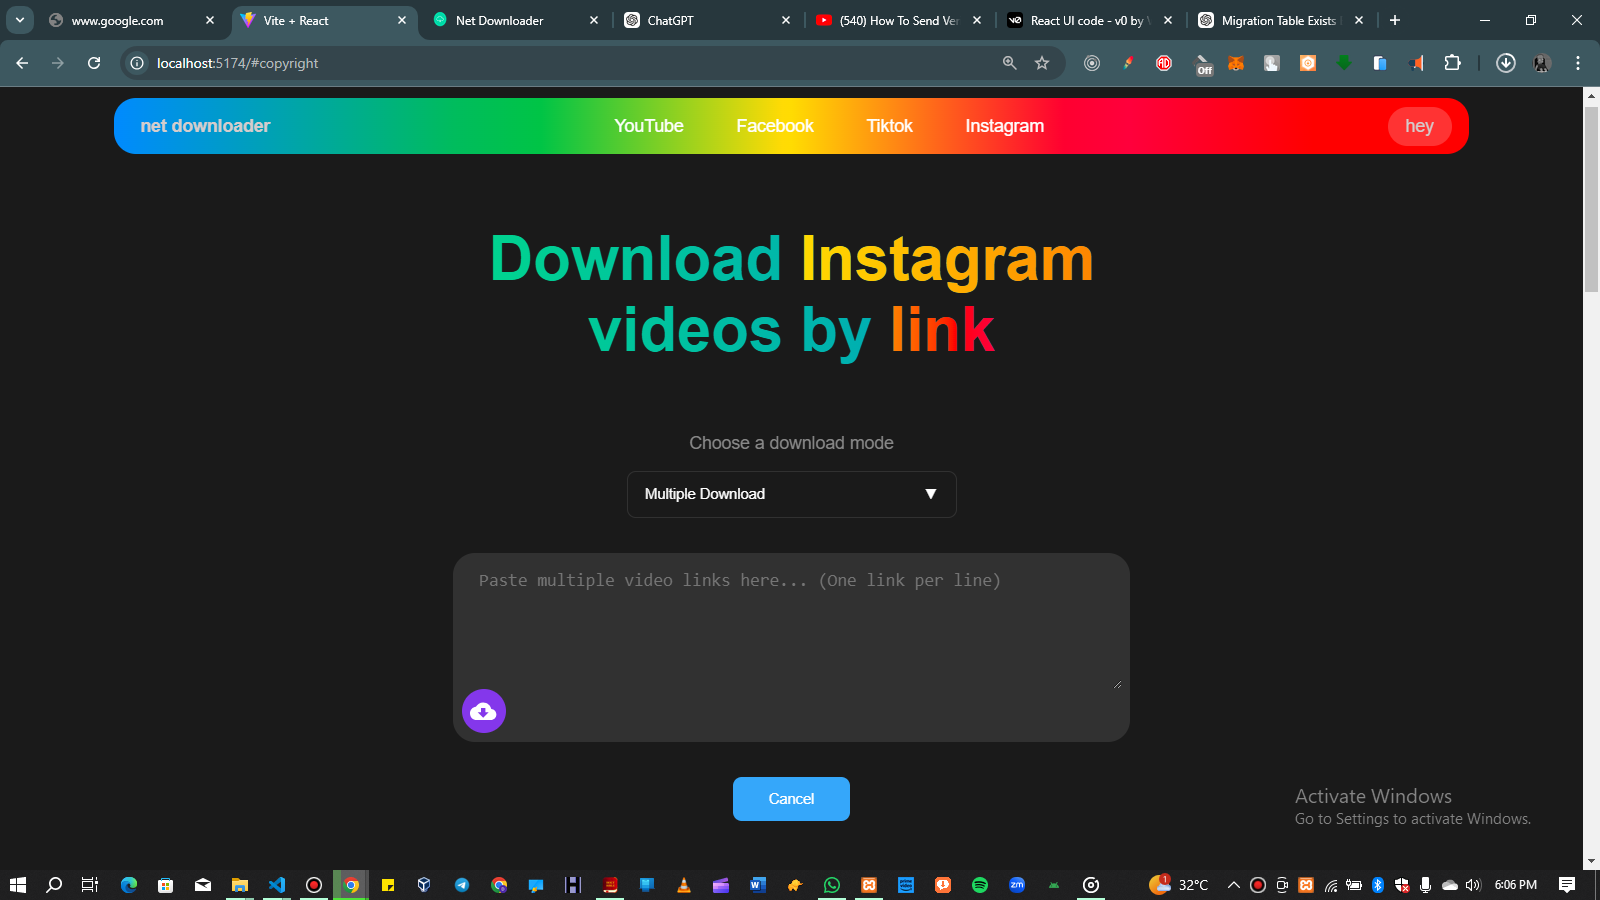 www.google.com
Vite + React
Net Downloader
ChatGPT
(540) How To Send Ver
React UI code - v0 by
Migration Table Exists
localhost:5174/#copyright
AD
Off
net downloader
YouTube
Facebook
Tiktok
Instagram
hey
Download Instagram
videos by link
Choose a download mode
Multiple Download
Paste multiple video links here... (One link per line)
Cancel
Activate Windows
Go to Settings to activate Windows.
1
32°C
6:06 PM